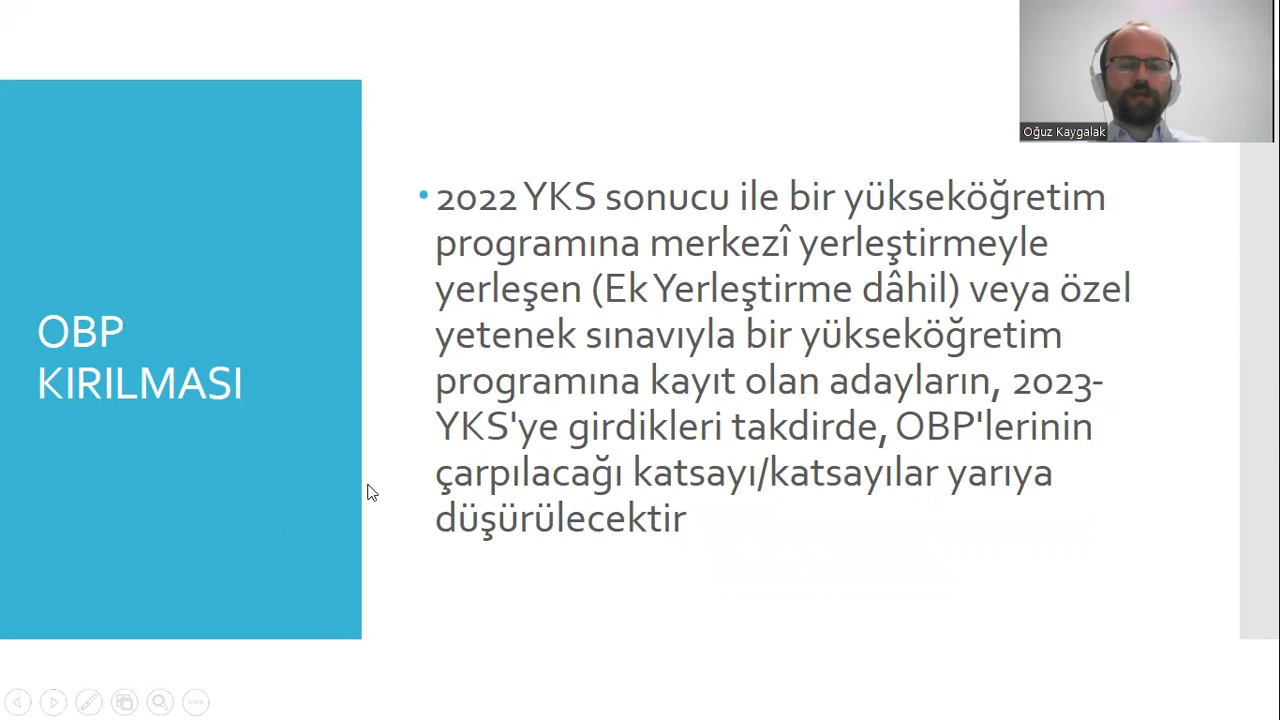 Oğuz Kaygalak
OBP
KIRILMASI
• 2022 YKS sonucu ile bir yükseköğretim
programına merkezî yerleştirmeyle
yerleşen (Ek Yerleştirme dâhil) veya özel
yetenek sınavıyla bir yükseköğretim
programına kayıt olan adayların, 2023-
YKS'ye girdikleri takdirde, OBP'lerinin
çarpılacağı katsayı/katsayılar yarıya
düşürülecektir